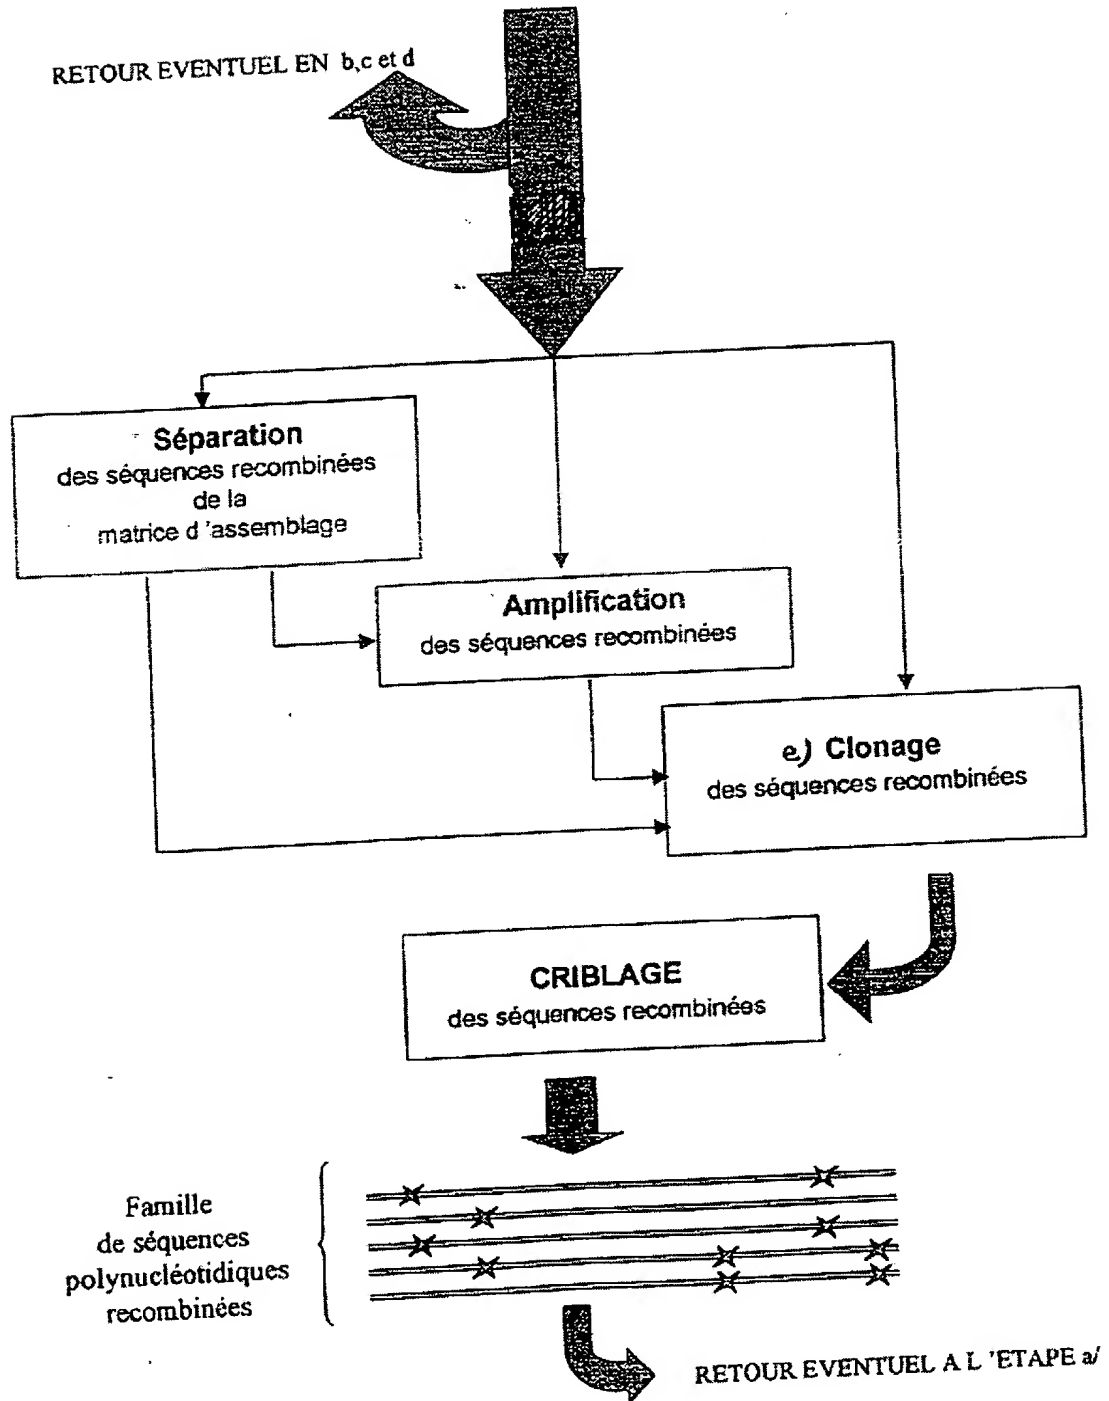 RETOUR EVENTUEL EN b,c et d
Séparation
des séquences recombinées
de la
matrice d 'assemblage
Amplification
des séquences recombinées
e) Clonage
des séquences recombinées
CRIBLAGE
des séquences recombinées
Famille
de séquences
polynucléotidiques
recombinées
RETOUR EVENTUEL A L 'ETAPE a/